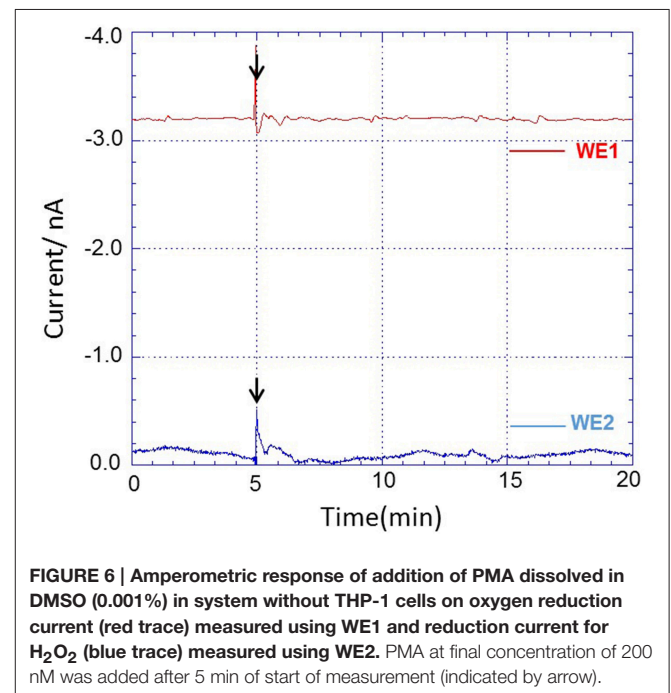 -4.0
-3.0
WE1
-2.0
-1.0
WE2
0.0
Current/ nA
0 5 10 15 20
Time(min)
FIGURE 6 | Amperometric response of addition of PMA dissolved in
DMSO (0.001%) in system without THP-1 cells on oxygen reduction
current (red trace) measured using WE1 and reduction current for
H₂O₂ (blue trace) measured using WE2. PMA at final concentration of 200
nM was added after 5 min of start of measurement (indicated by arrow).